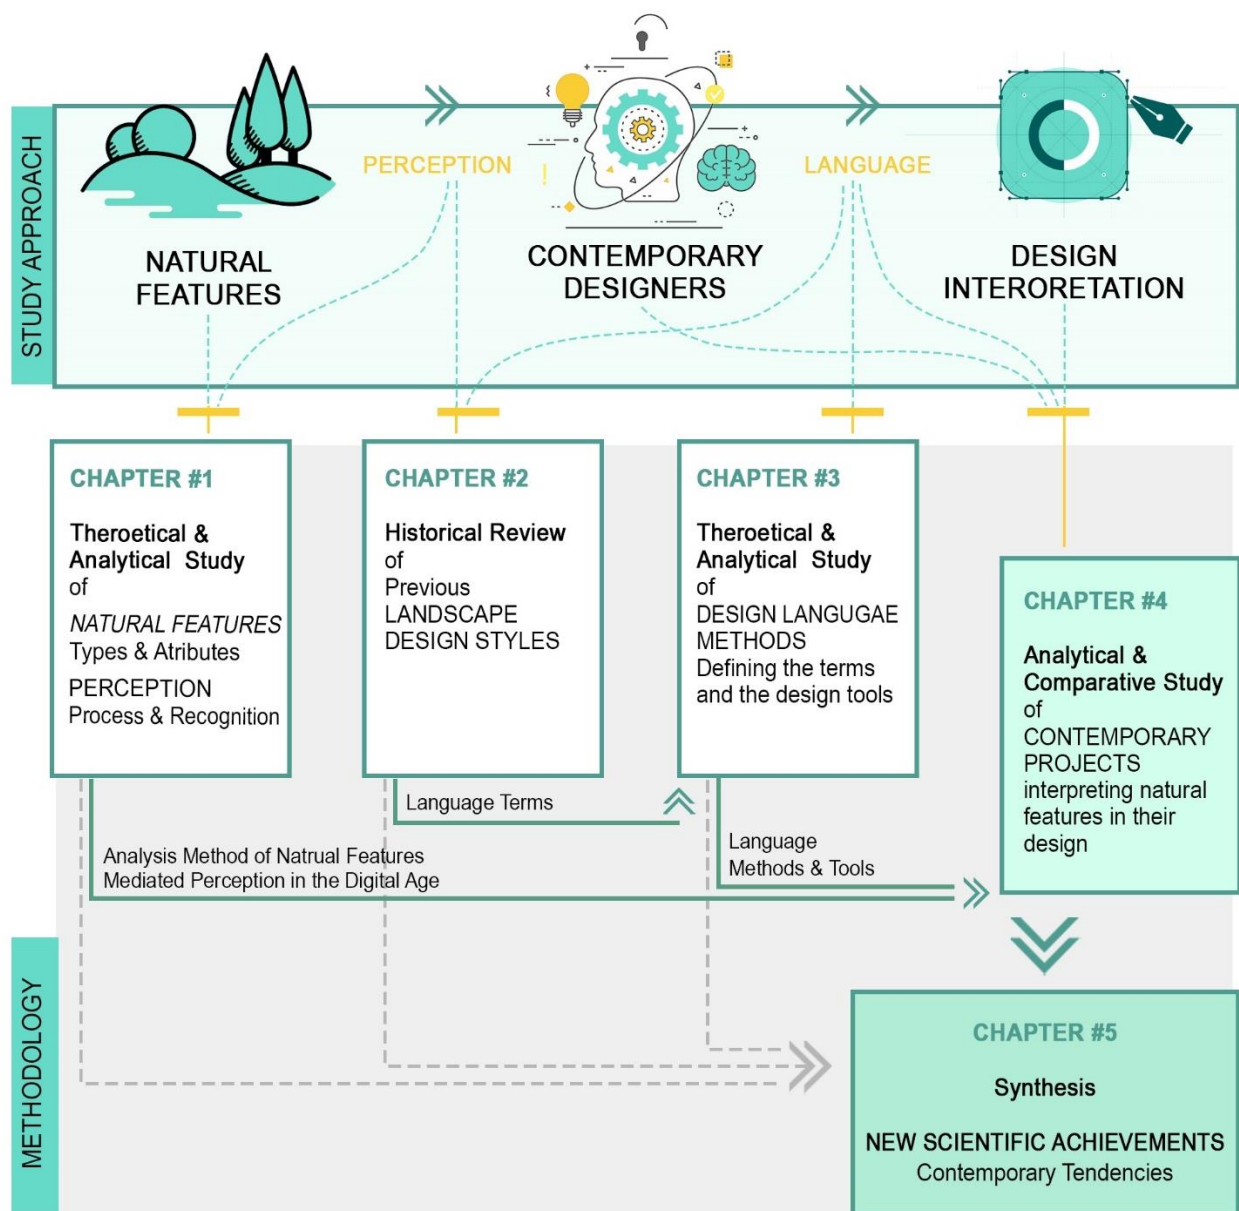 STUDY APPROACH
PERCEPTION
LANGUAGE
NATURAL
FEATURES
CONTEMPORARY
DESIGNERS
DESIGN
INTERORETATION
CHAPTER #1
Theroetical &
Analytical Study
of
NATURAL FEATURES
Types & Atributes
PERCEPTION
Process & Recognition
CHAPTER #2
Historical Review
of
Previous
LANDSCAPE
DESIGN STYLES
CHAPTER #3
Theroetical &
Analytical Study
of
DESIGN LANGUGAE
METHODS
Defining the terms
and the design tools
CHAPTER #4
Analytical &
Comparative Study
of
CONTEMPORARY
PROJECTS
interpreting natural
features in their
design
Language Terms
Analysis Method of Natrual Features
Mediated Perception in the Digital Age
Language
Methods & Tools
METHODOLOGY
CHAPTER #5
Synthesis
NEW SCIENTIFIC ACHIEVEMENTS
Contemporary Tendencies